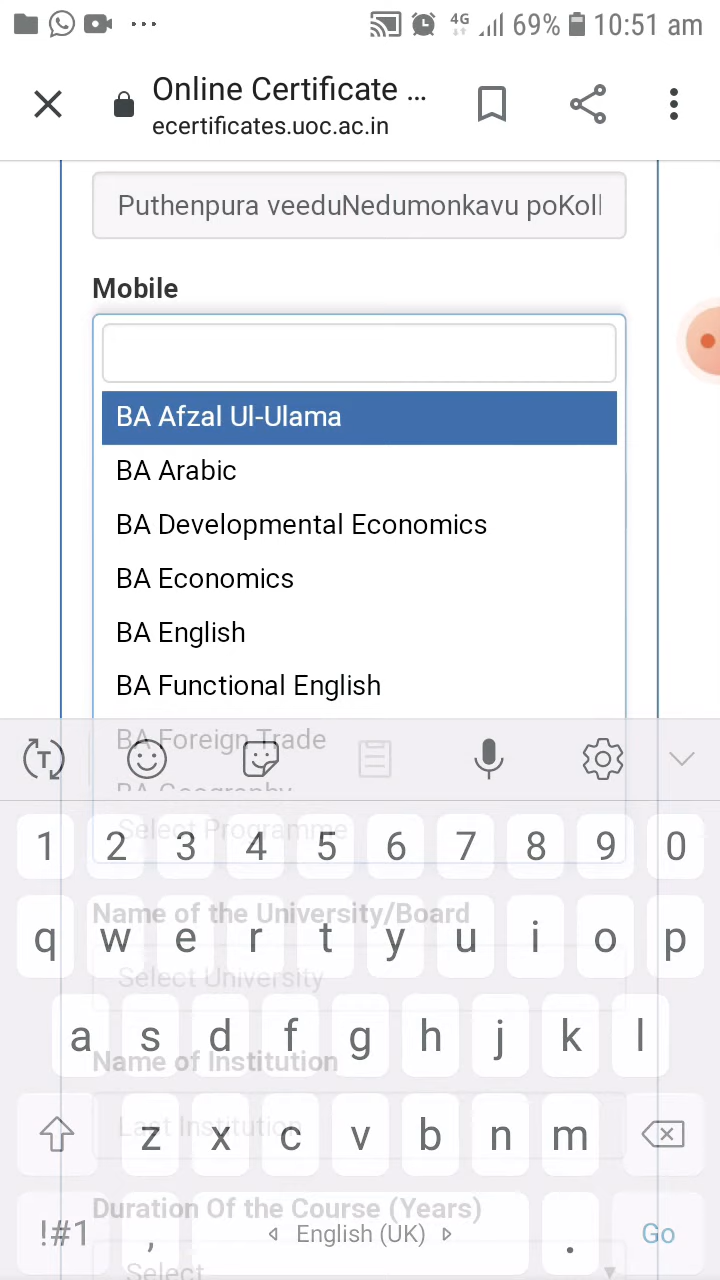 4G 69% 10:51 am
Online Certificate ...
ecertificates.uoc.ac.in
Puthenpura veeduNedumonkavu poKoll
Mobile
BA Afzal Ul-Ulama
BA Arabic
BA Developmental Economics
BA Economics
BA English
BA Functional English
BA Foreign Trade
T
BA Geography
Select Programme
1 2 3 4 5 6 7 8 9 0
Name of the University/Board
q w e r t y u i o p
Select University
a s d f g h j k l
Name of Institution
Last Institution
z x c v b n m
Duration Of the Course (Years)
!#1 , English (UK) . Go
Select